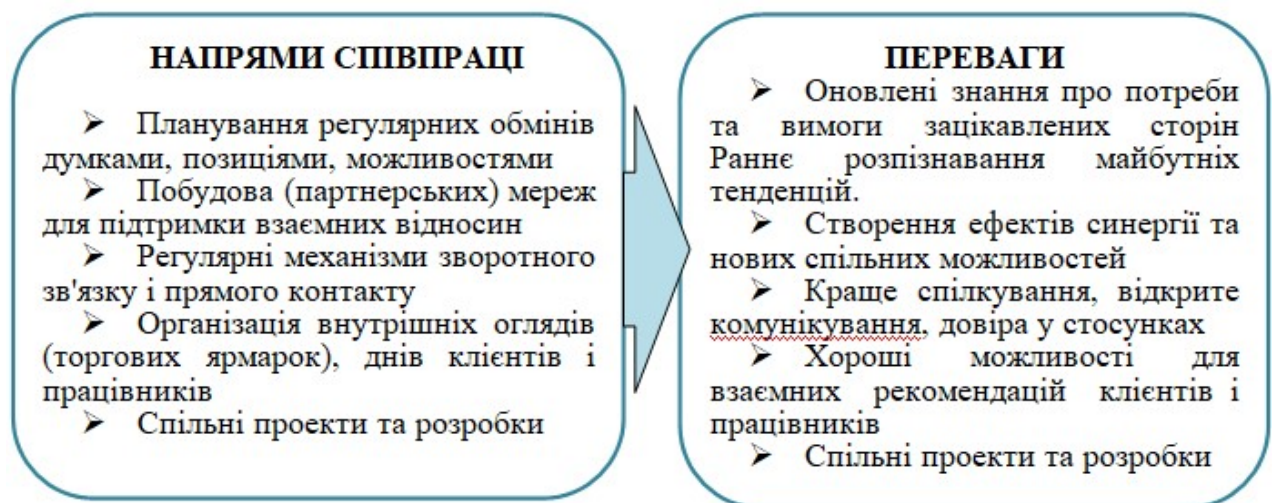 НАПРЯМИ СПІВПРАЦІ
➢ Планування регулярних обмінів
думками, позиціями, можливостями
➢ Побудова (партнерських) мереж
для підтримки взаємних відносин
➢ Регулярні механізми зворотного
зв'язку і прямого контакту
➢ Організація внутрішніх оглядів
(торгових ярмарок), днів клієнтів і
працівників
➢ Спільні проекти та розробки
ПЕРЕВАГИ
➢ Оновлені знання про потреби
та вимоги зацікавлених сторін
Раннє розпізнавання майбутніх
тенденцій.
➢ Створення ефектів синергії та
нових спільних можливостей
➢ Краще спілкування, відкрите
комунікування, довіра у стосунках
➢ Хороші можливості для
взаємних рекомендацій клієнтів і
працівників
➢ Спільні проекти та розробки